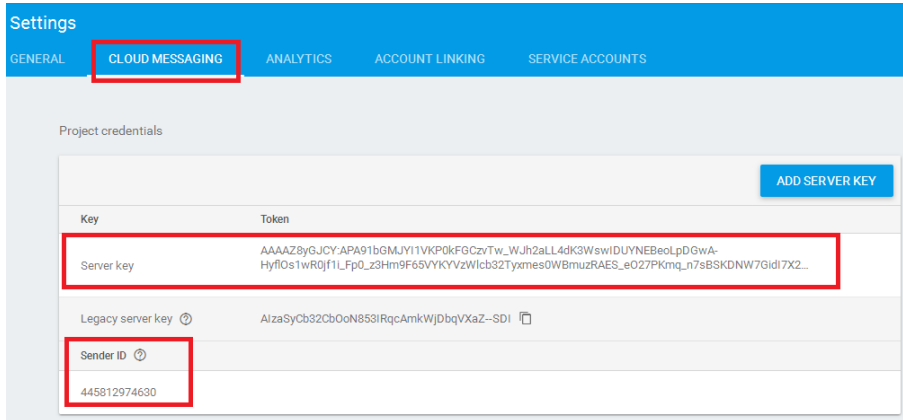 Settings
GENERAL CLOUD MESSAGING ANALYTICS ACCOUNT LINKING SERVICE ACCOUNTS
Project credentials
ADD SERVER KEY
Key Token
Server key
AAAAZ8yGJCY:APA91bGMJYI1VKP0kFGCzvTw_WJh2aLL4dK3WswIDUYNEBeoLpDGwA-
HyflOs1wR0jf1i_Fp0_z3Hm9F65VYKYVzWlcb32Tyxmes0WBmuzRAES_eO27PKmq_n7sBSKDNW7GidI7X2...
Legacy server key AIzaSyCb32CbOoN853IRqcAmkWjDbqVXaZ--SDI
Sender ID
445812974630